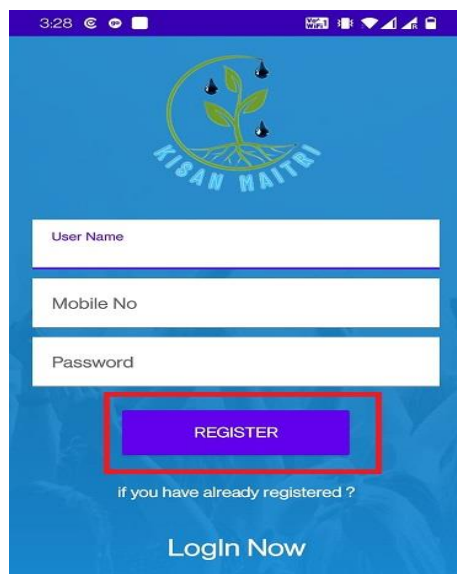 3:28
KISAN MAITRI
User Name
Mobile No
Password
REGISTER
if you have already registered ?
LogIn Now